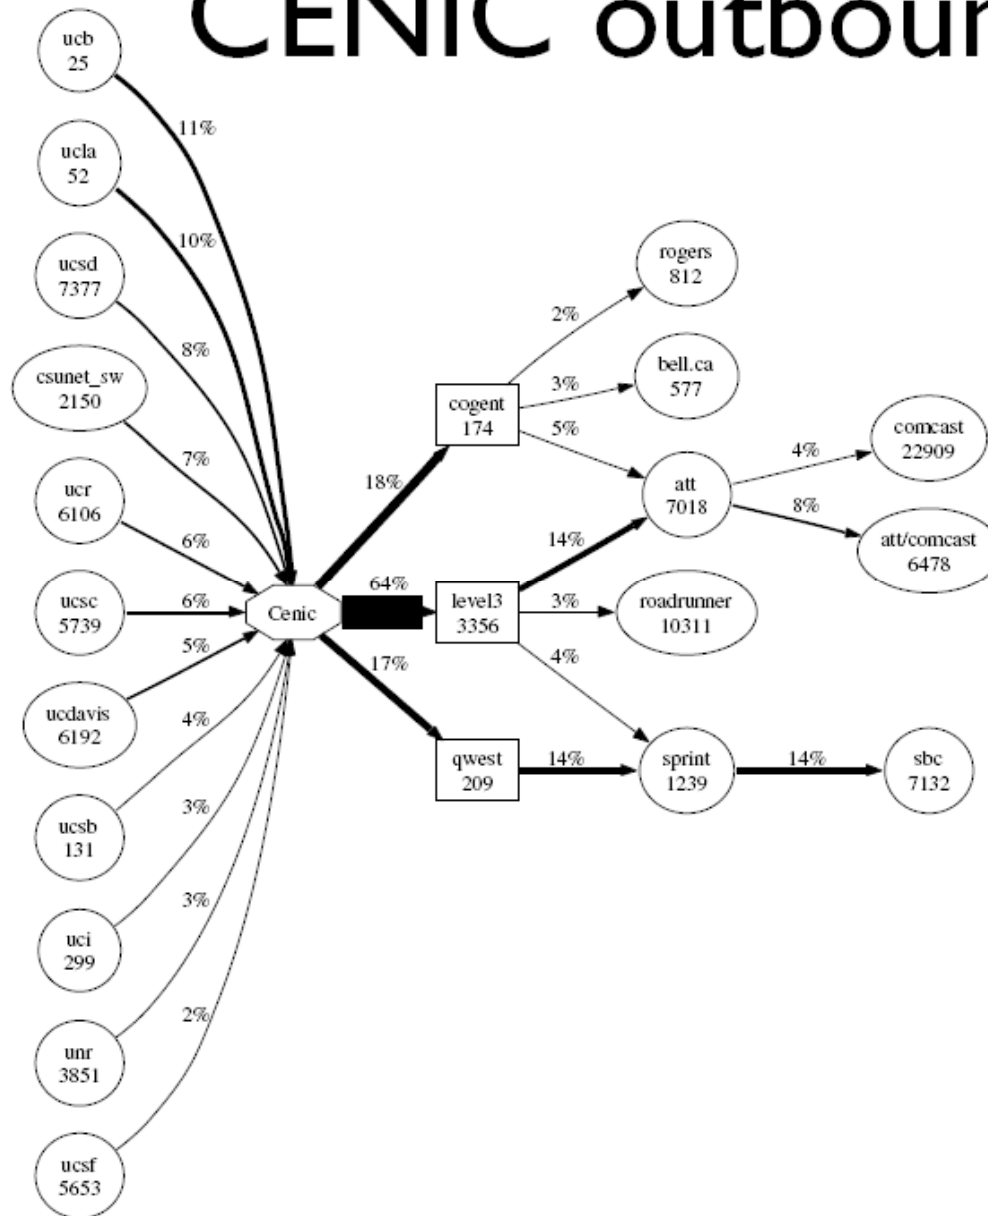 CENIC outboun
ucb
25
11%
ucla
52
10%
ucsd
7377
8%
csunet_sw
2150
7%
ucr
6106
6%
ucsc
5739
6%
ucdavis
6192
5%
ucsb
131
4%
uci
299
3%
unr
3851
3%
ucsf
5653
2%
Cenic
18%
64%
17%
cogent
174
level3
3356
qwest
209
2%
3%
5%
14%
3%
4%
14%
rogers
812
bell.ca
577
att
7018
roadrunner
10311
sprint
1239
4%
8%
14%
comcast
22909
att/comcast
6478
sbc
7132